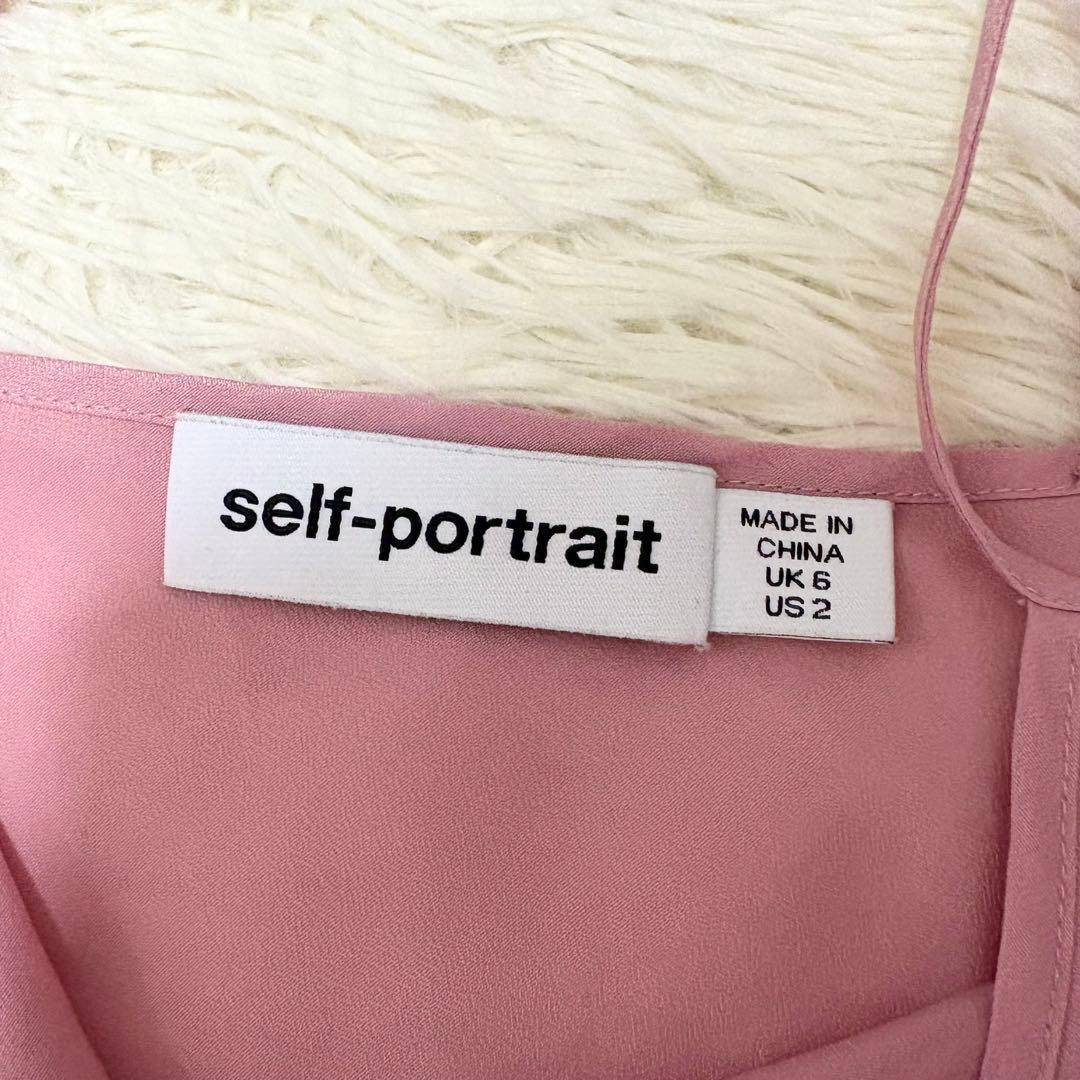 self-portrait
MADE IN
CHINA
UK 6
US 2